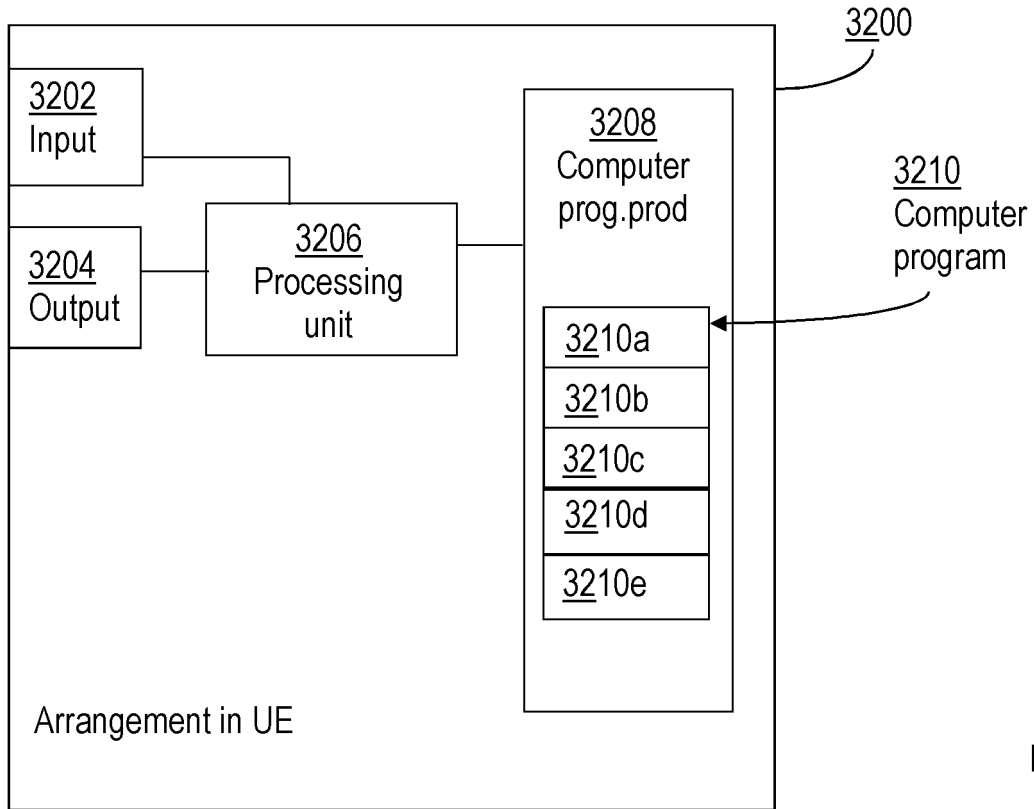 3200
3202
Input
3204
Output
3206
Processing
unit
3208
Computer
prog.prod
3210
Computer
program
3210a
3210b
3210c
3210d
3210e
Arrangement in UE